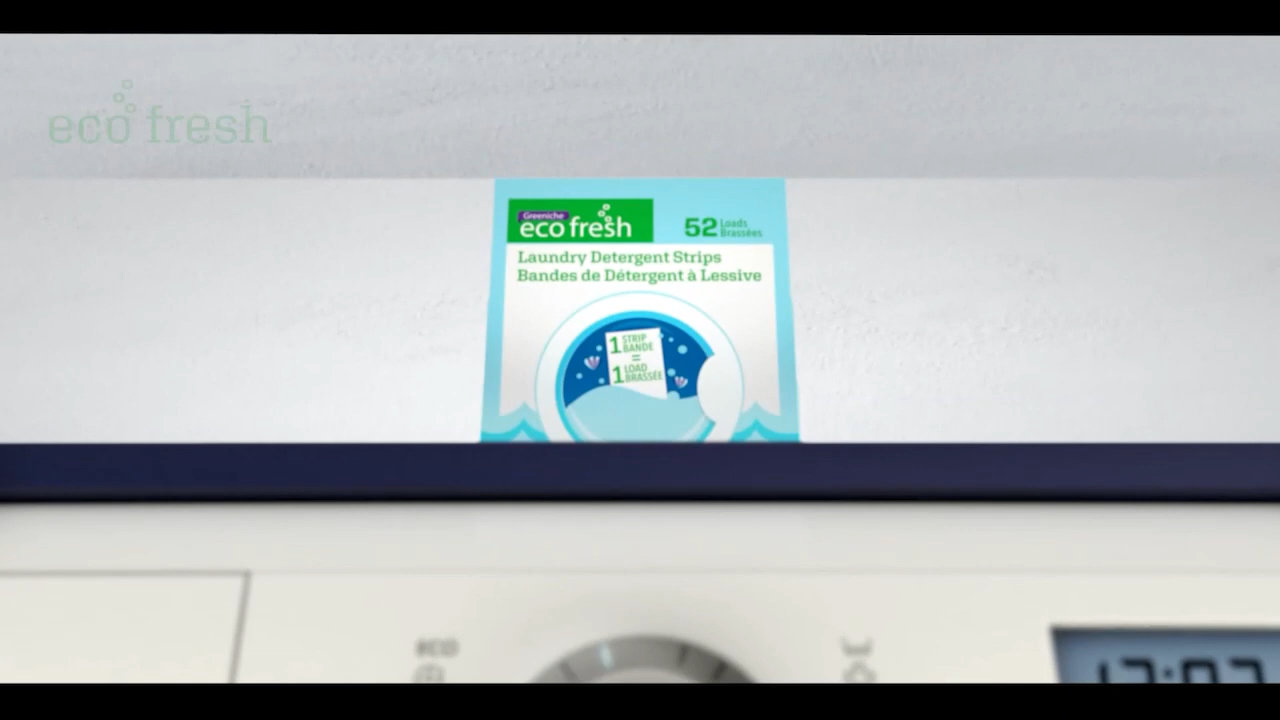 eco fresh
Greeniche
eco fresh
52 Loads
Brassées
Laundry Detergent Strips
Bandes de Détergent à Lessive
1 STRIP
BANDE
=
1 LOAD
BRASSÉE
ECO